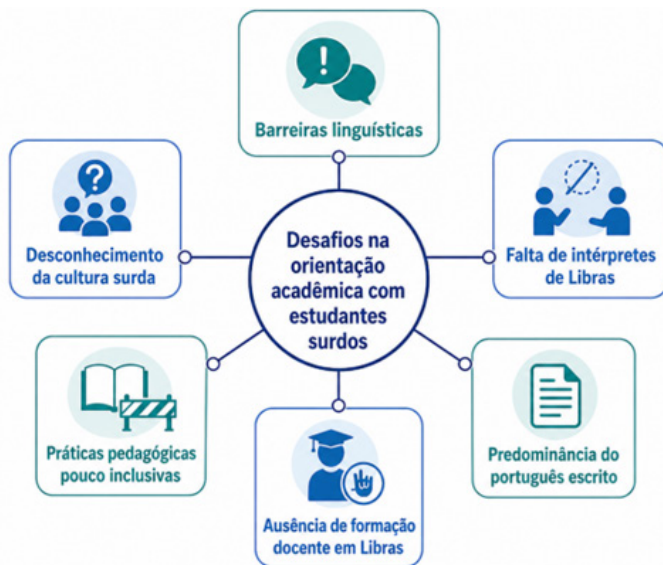 Barreiras linguísticas
Desconhecimento
da cultura surda
Desafios na
orientação
acadêmica com
estudantes
surdos
Falta de intérpretes
de Libras
Práticas pedagógicas
pouco inclusivas
Ausência de formação
docente em Libras
Predominância do
português escrito